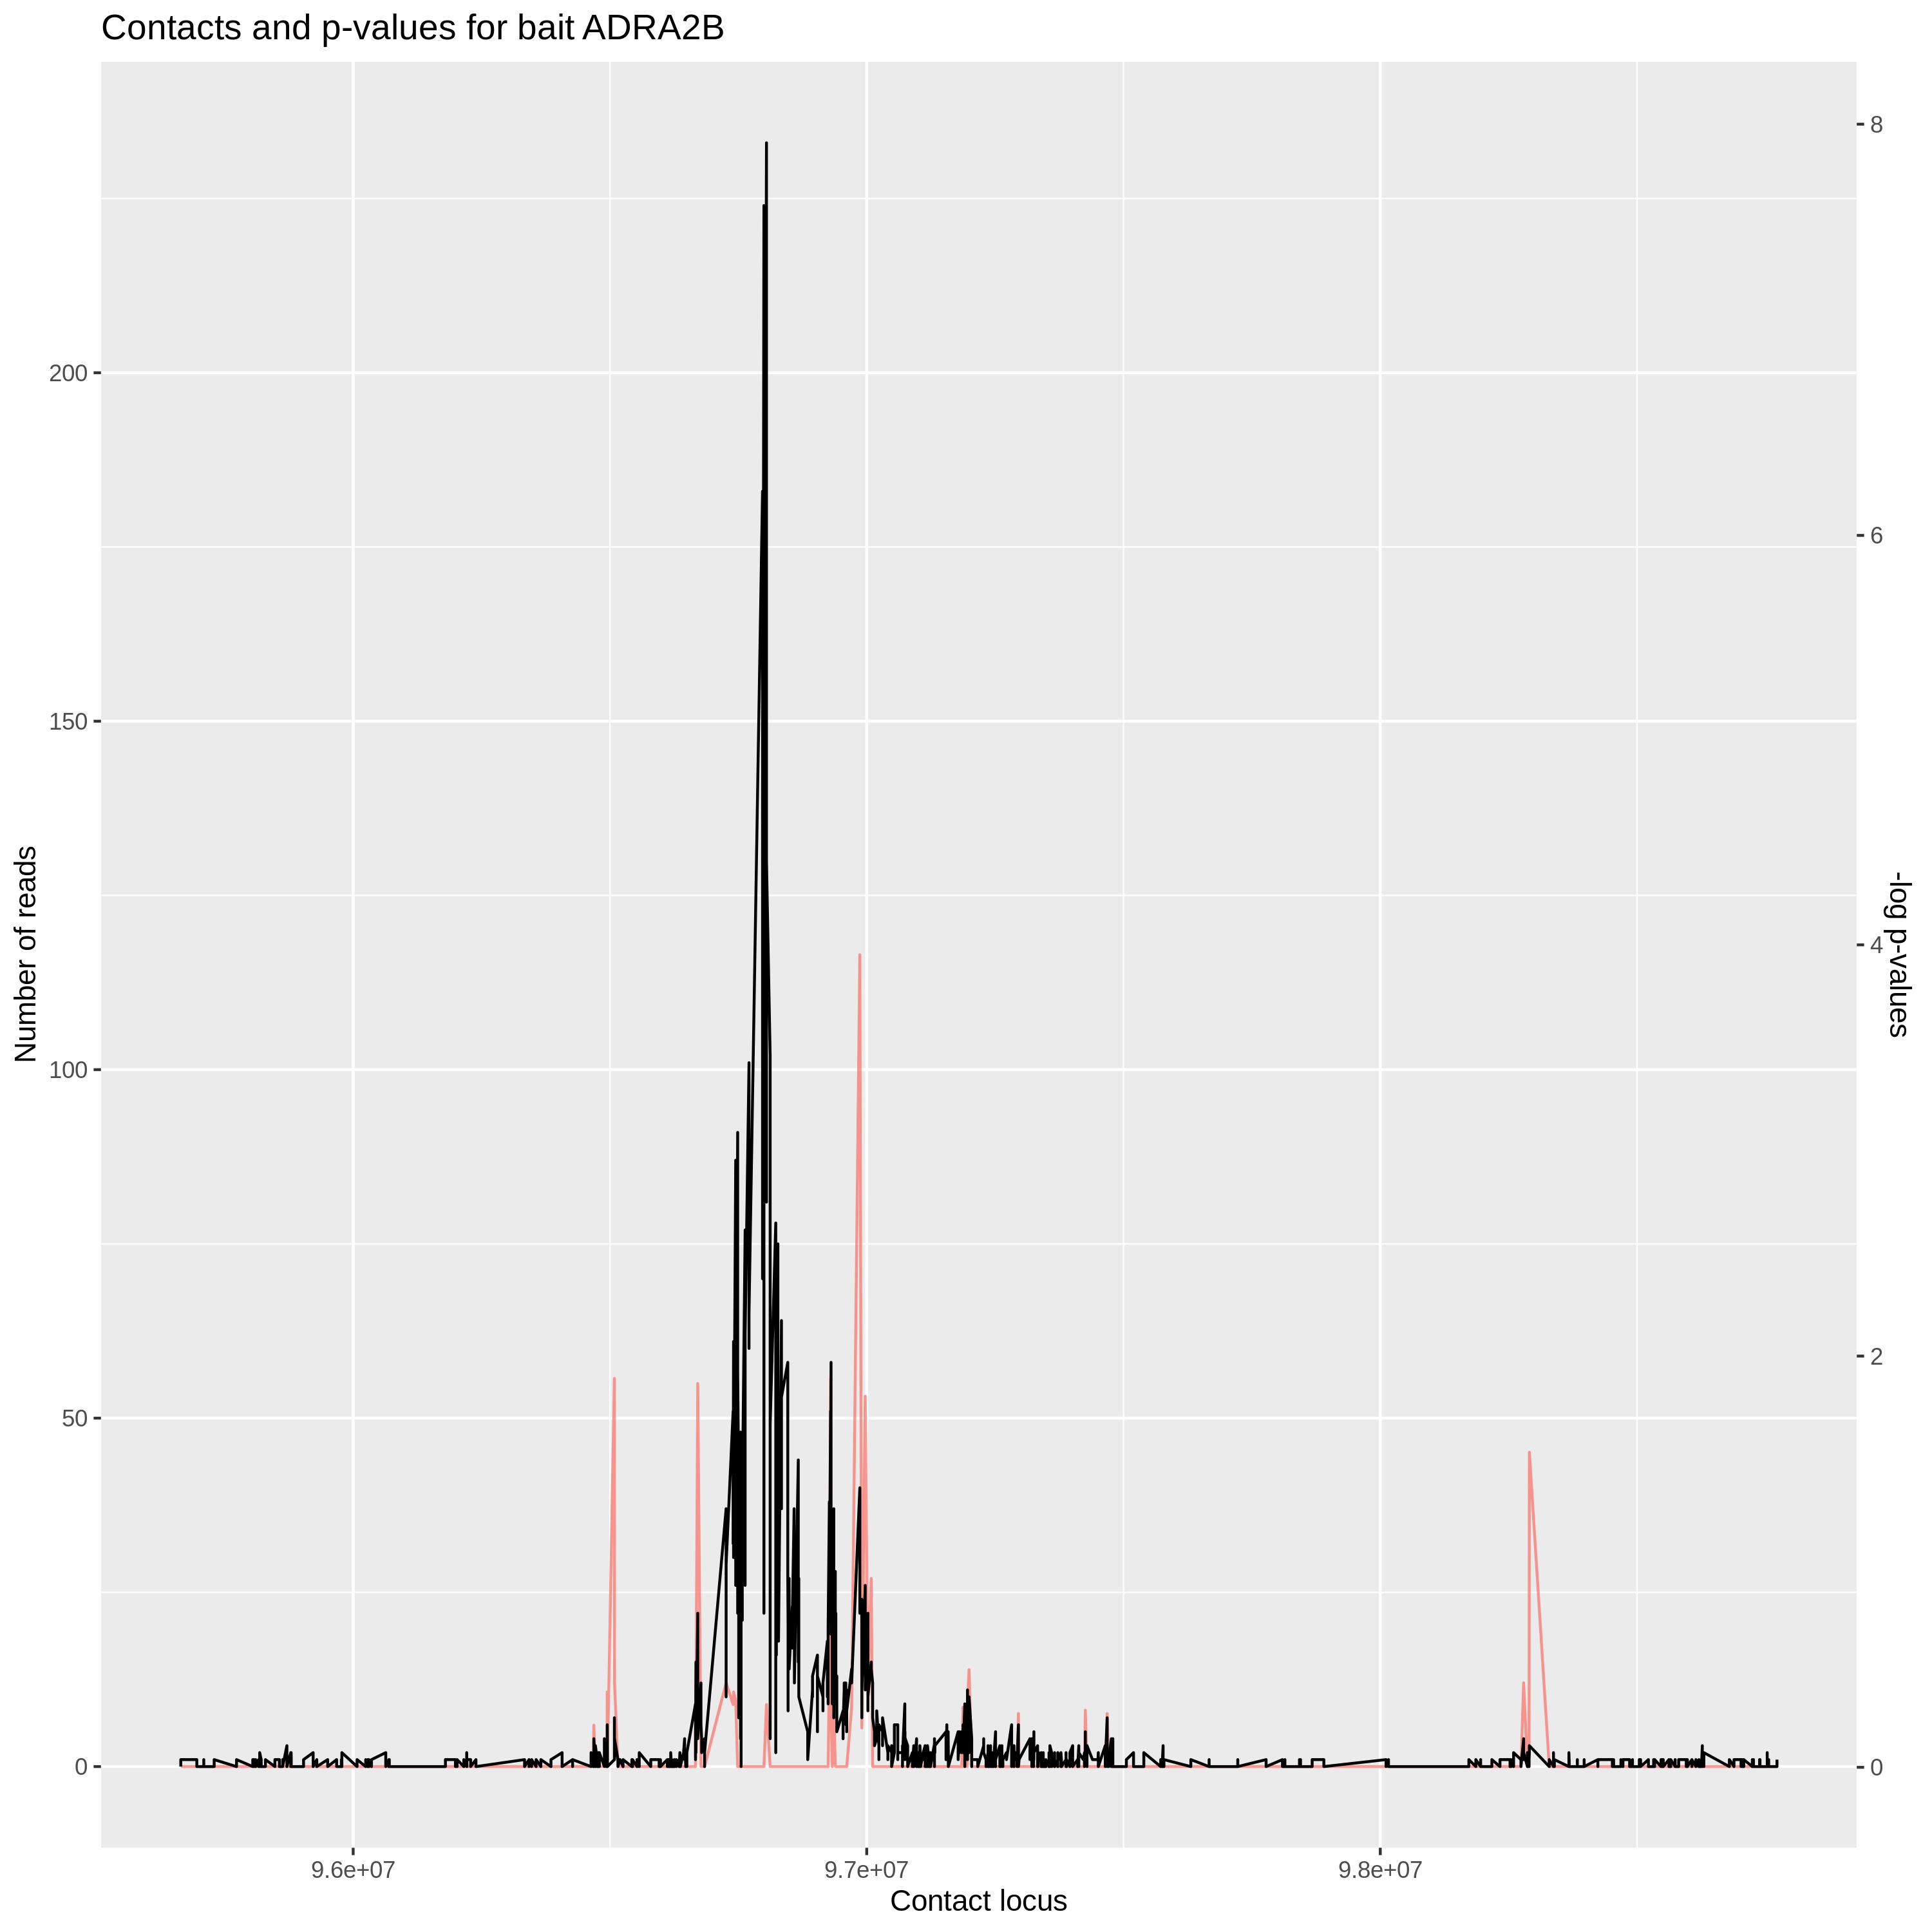 Contacts and p-values for bait ADRA2B
Number of reads
200
150
100
50
0
8
6
4
2
0
-log p-values
9.6e+07
9.7e+07
9.8e+07
Contact locus